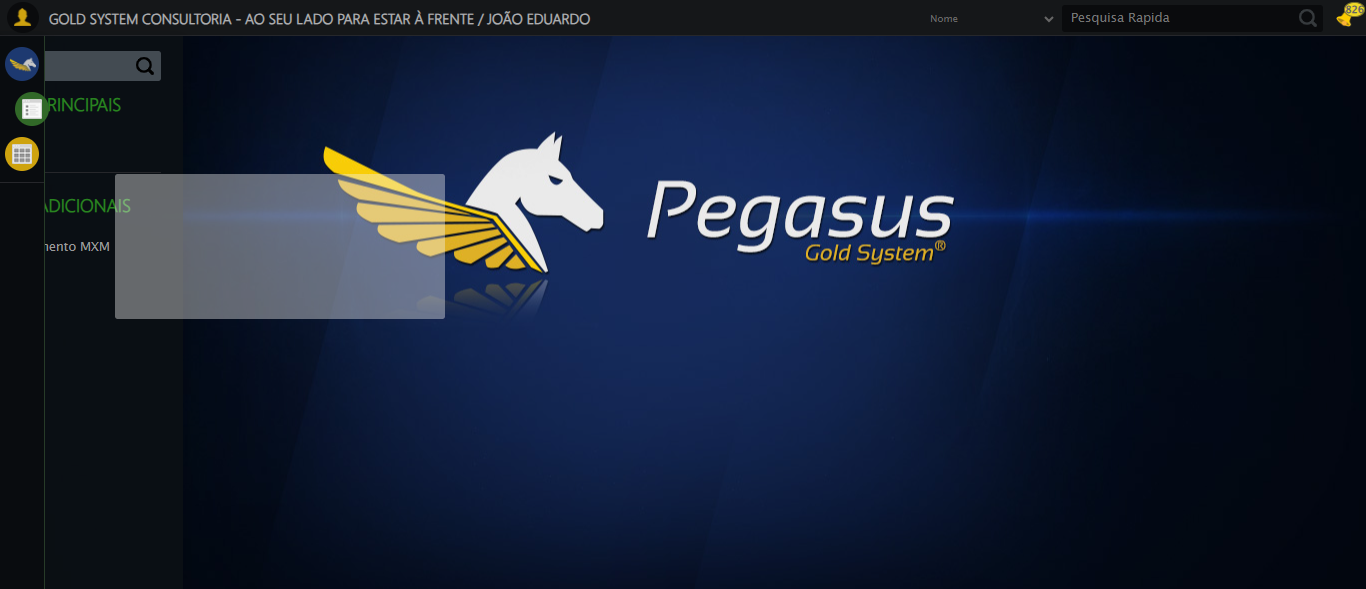 GOLD SYSTEM CONSULTORIA - AO SEU LADO PARA ESTAR À FRENTE / JOÃO EDUARDO
Nome
Pesquisa Rapida
826
RINCIPAIS
ADICIONAIS
mento MXM
Pegasus
Gold System®